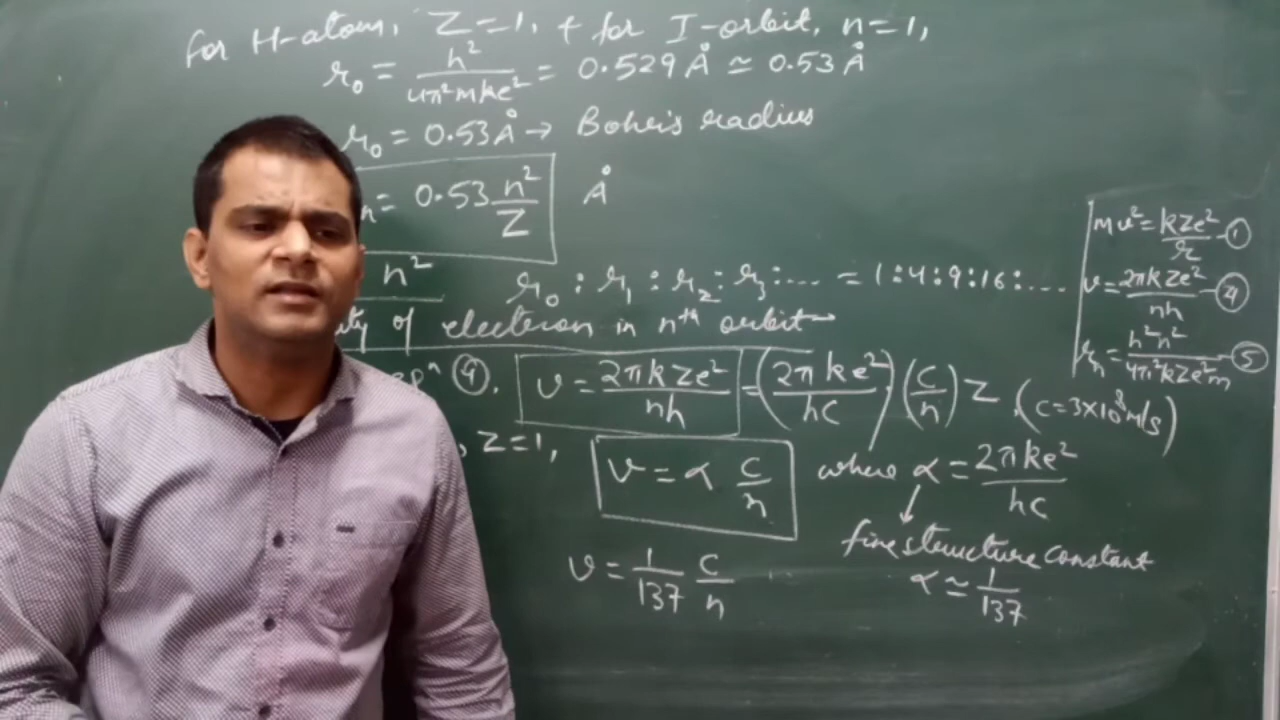 for H-atom, Z=1, + for I-orbit, n=1,
r₀ = h²/4π²mke² = 0.529 Å ≃ 0.53 Å
r₀ = 0.53 Å → Bohr's radius
n = 0.53 n²/Z Å
n² r₀ : r₁ : r₂ : r₃ : .... = 1:4:9:16: ....
of electron in nᵗʰ orbit→
④, v = 2πkZe²/nh = (2πke²/hc) . (c/n) Z , (c=3×10⁸m/s)
, Z=1,
v = α c/n where α = 2πke²/hc
↓
fine structure constant
v = 1/137 c/n α ≃ 1/137
mv² = kZe²/r —①
v = 2πkZe²/nh —④
rₙ = h²n²/4π²kZe²m —⑤